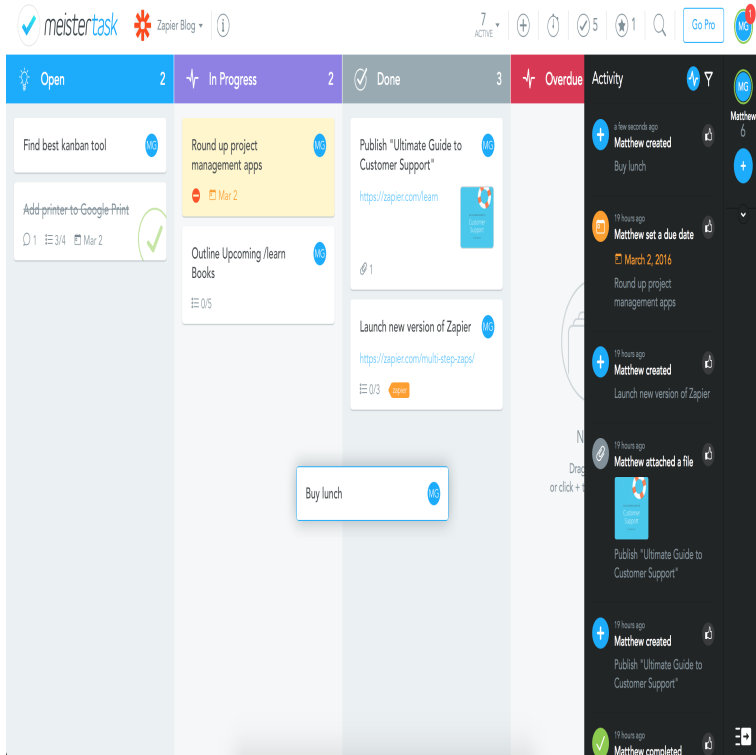 meistertask
Zapier Blog
7
ACTIVE
5
1
Go Pro
MG
1
Open 2
In Progress 2
Done 3
Overdue
Activity
Find best kanban tool MG
Add printer to Google Print
1 3/4 Mar 2
Round up project
management apps
MG
Mar 2
Outline Upcoming /learn
Books
MG
0/5
Publish "Ultimate Guide to
Customer Support"
MG
https://zapier.com/learn
Customer
Support
1
Launch new version of Zapier MG
https://zapier.com/multi-step-zaps/
0/3 zapier
Buy lunch MG
N
Drag
or click + t
a few seconds ago
Matthew created
Buy lunch
19 hours ago
Matthew set a due date
March 2, 2016
Round up project
management apps
19 hours ago
Matthew created
Launch new version of Zapier
19 hours ago
Matthew attached a file
Customer
Support
Publish "Ultimate Guide to
Customer Support"
19 hours ago
Matthew created
Publish "Ultimate Guide to
Customer Support"
19 hours ago
Matthew completed
MG
Matthew
6